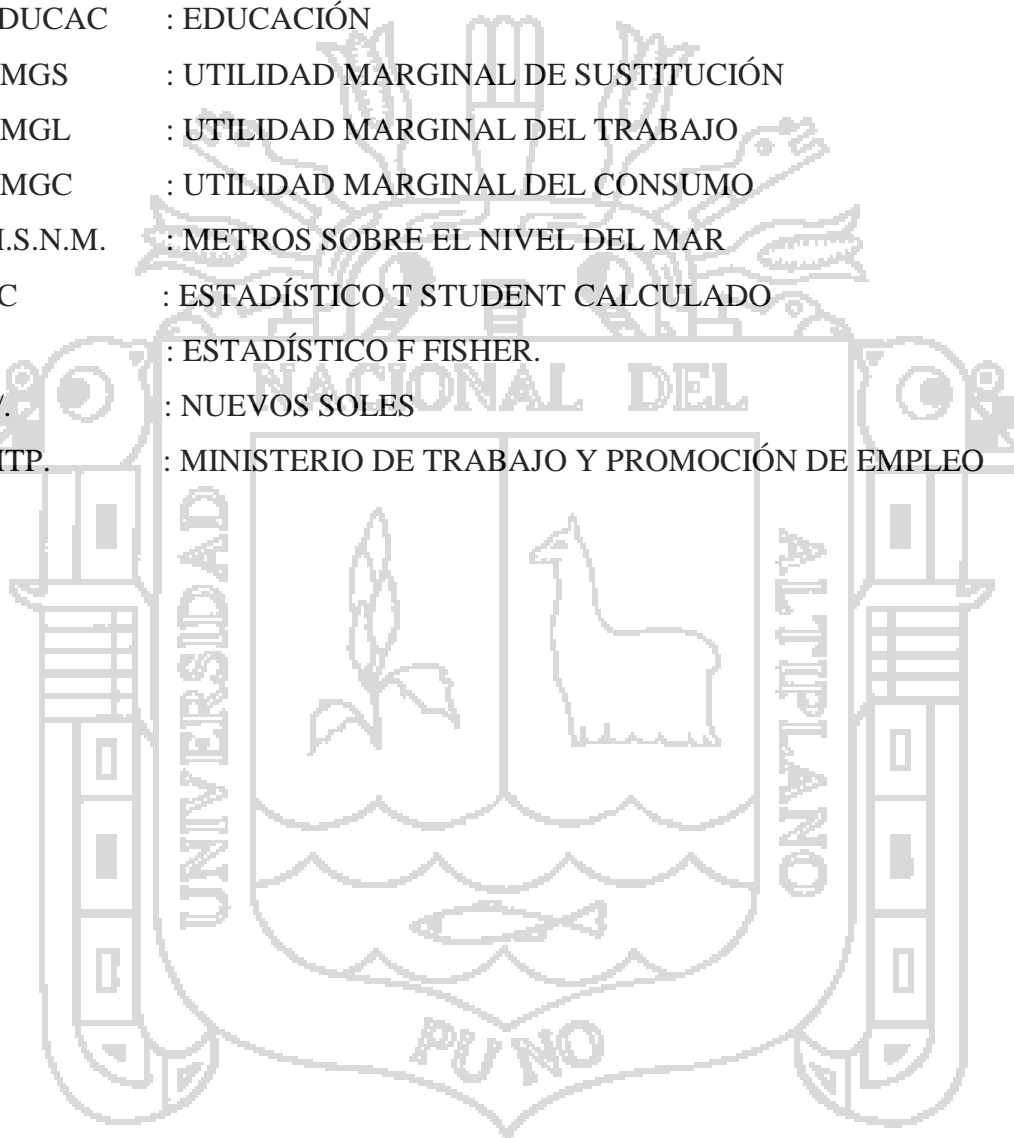 DUCAC : EDUCACIÓN
MGS : UTILIDAD MARGINAL DE SUSTITUCIÓN
MGL : UTILIDAD MARGINAL DEL TRABAJO
MGC : UTILIDAD MARGINAL DEL CONSUMO
.S.N.M. : METROS SOBRE EL NIVEL DEL MAR
C : ESTADÍSTICO T STUDENT CALCULADO
: ESTADÍSTICO F FISHER.
/. : NUEVOS SOLES
TP. : MINISTERIO DE TRABAJO Y PROMOCIÓN DE EMPLEO
NACIONAL DEL
UNIVERSIDAD
ALTIPLANO
PUNO